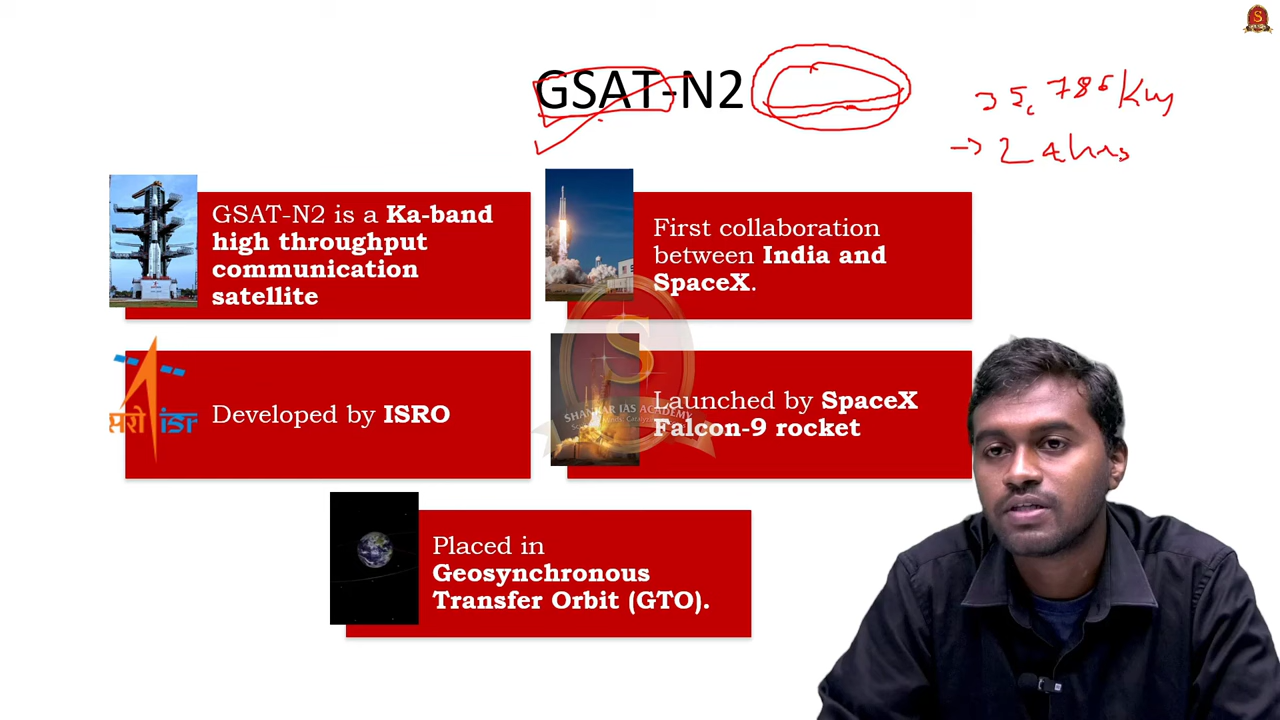 S
GSAT-N2
35,786 Km
→ 24hrs
GSAT-N2 is a Ka-band
high throughput
communication
satellite
First collaboration
between India and
SpaceX.
इसरो isro
Developed by ISRO
Launched by SpaceX
Falcon-9 rocket
S
SHANKAR IAS ACADEMY
Placed in
Geosynchronous
Transfer Orbit (GTO).